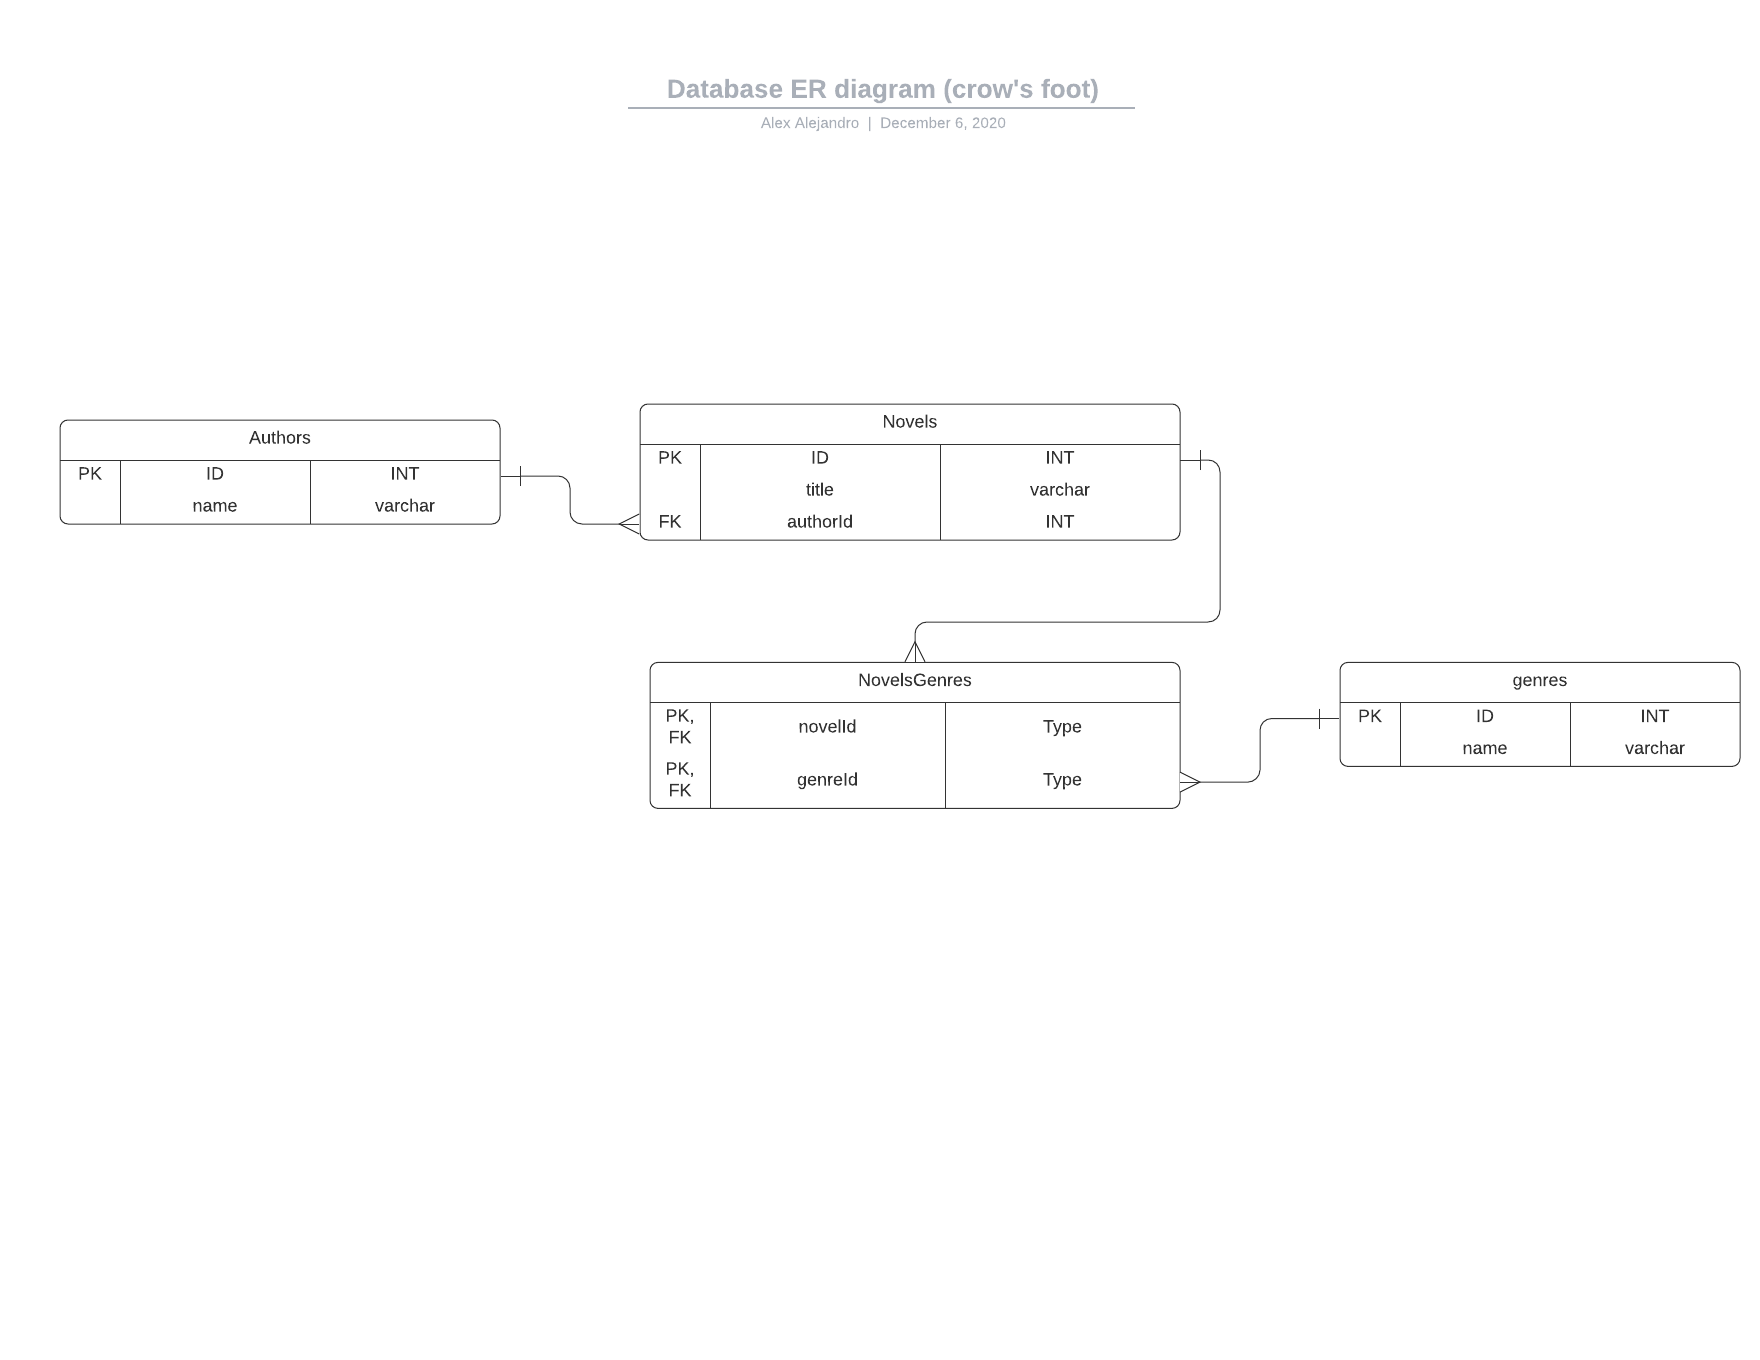 Database ER diagram (crow's foot)
Alex Alejandro | December 6, 2020
Authors
PK ID INT
name varchar
Novels
PK ID INT
title varchar
FK authorId INT
NovelsGenres
PK,
FK novelId Type
PK,
FK genreId Type
genres
PK ID INT
name varchar